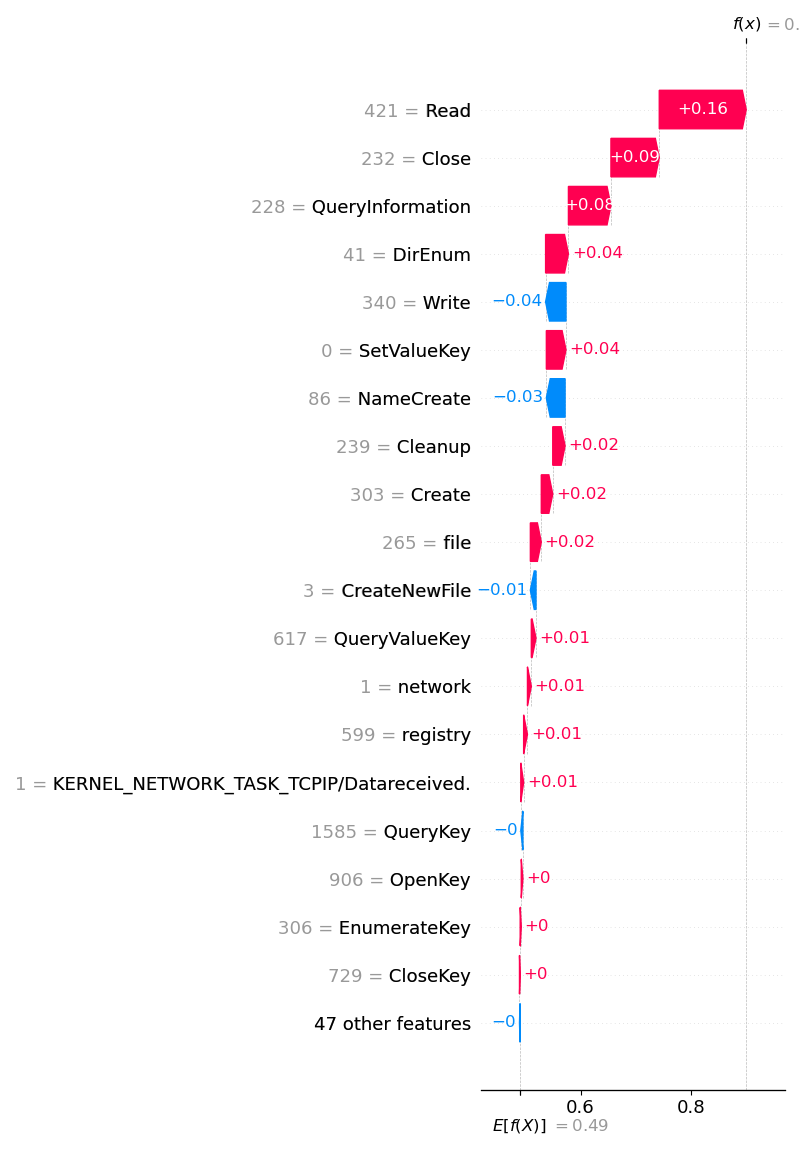 f(x) = 0.
421 = Read +0.16
232 = Close +0.09
228 = QueryInformation +0.08
41 = DirEnum +0.04
340 = Write −0.04
0 = SetValueKey +0.04
86 = NameCreate −0.03
239 = Cleanup +0.02
303 = Create +0.02
265 = file +0.02
3 = CreateNewFile −0.01
617 = QueryValueKey +0.01
1 = network +0.01
599 = registry +0.01
1 = KERNEL_NETWORK_TASK_TCPIP/Datareceived. +0.01
1585 = QueryKey −0
906 = OpenKey +0
306 = EnumerateKey +0
729 = CloseKey +0
47 other features −0
0.6 0.8
E[f(X)] = 0.49